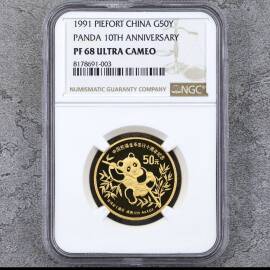 1991 PIEFORT CHINA G50Y
PANDA 10TH ANNIVERSARY
PF 68 ULTRA CAMEO
8178691-003
NUMISMATIC GUARANTY COMPANY
NGC
50元